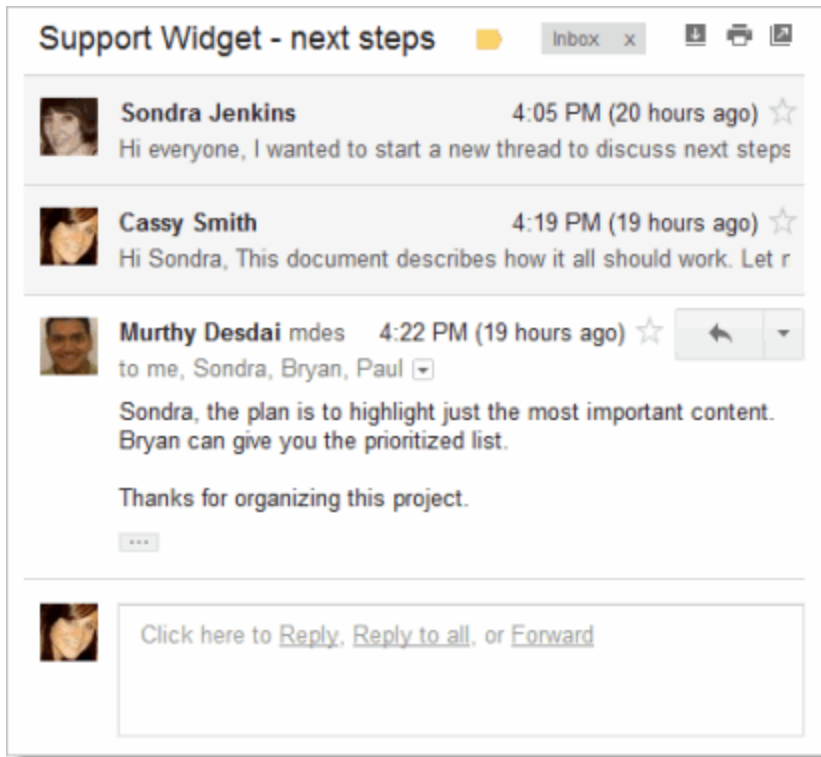 Support Widget - next steps Inbox x
Sondra Jenkins 4:05 PM (20 hours ago)
Hi everyone, I wanted to start a new thread to discuss next steps
Cassy Smith 4:19 PM (19 hours ago)
Hi Sondra, This document describes how it all should work. Let
Murthy Desdai mdes 4:22 PM (19 hours ago)
to me, Sondra, Bryan, Paul
Sondra, the plan is to highlight just the most important content.
Bryan can give you the prioritized list.
Thanks for organizing this project.
...
Click here to Reply, Reply to all, or Forward